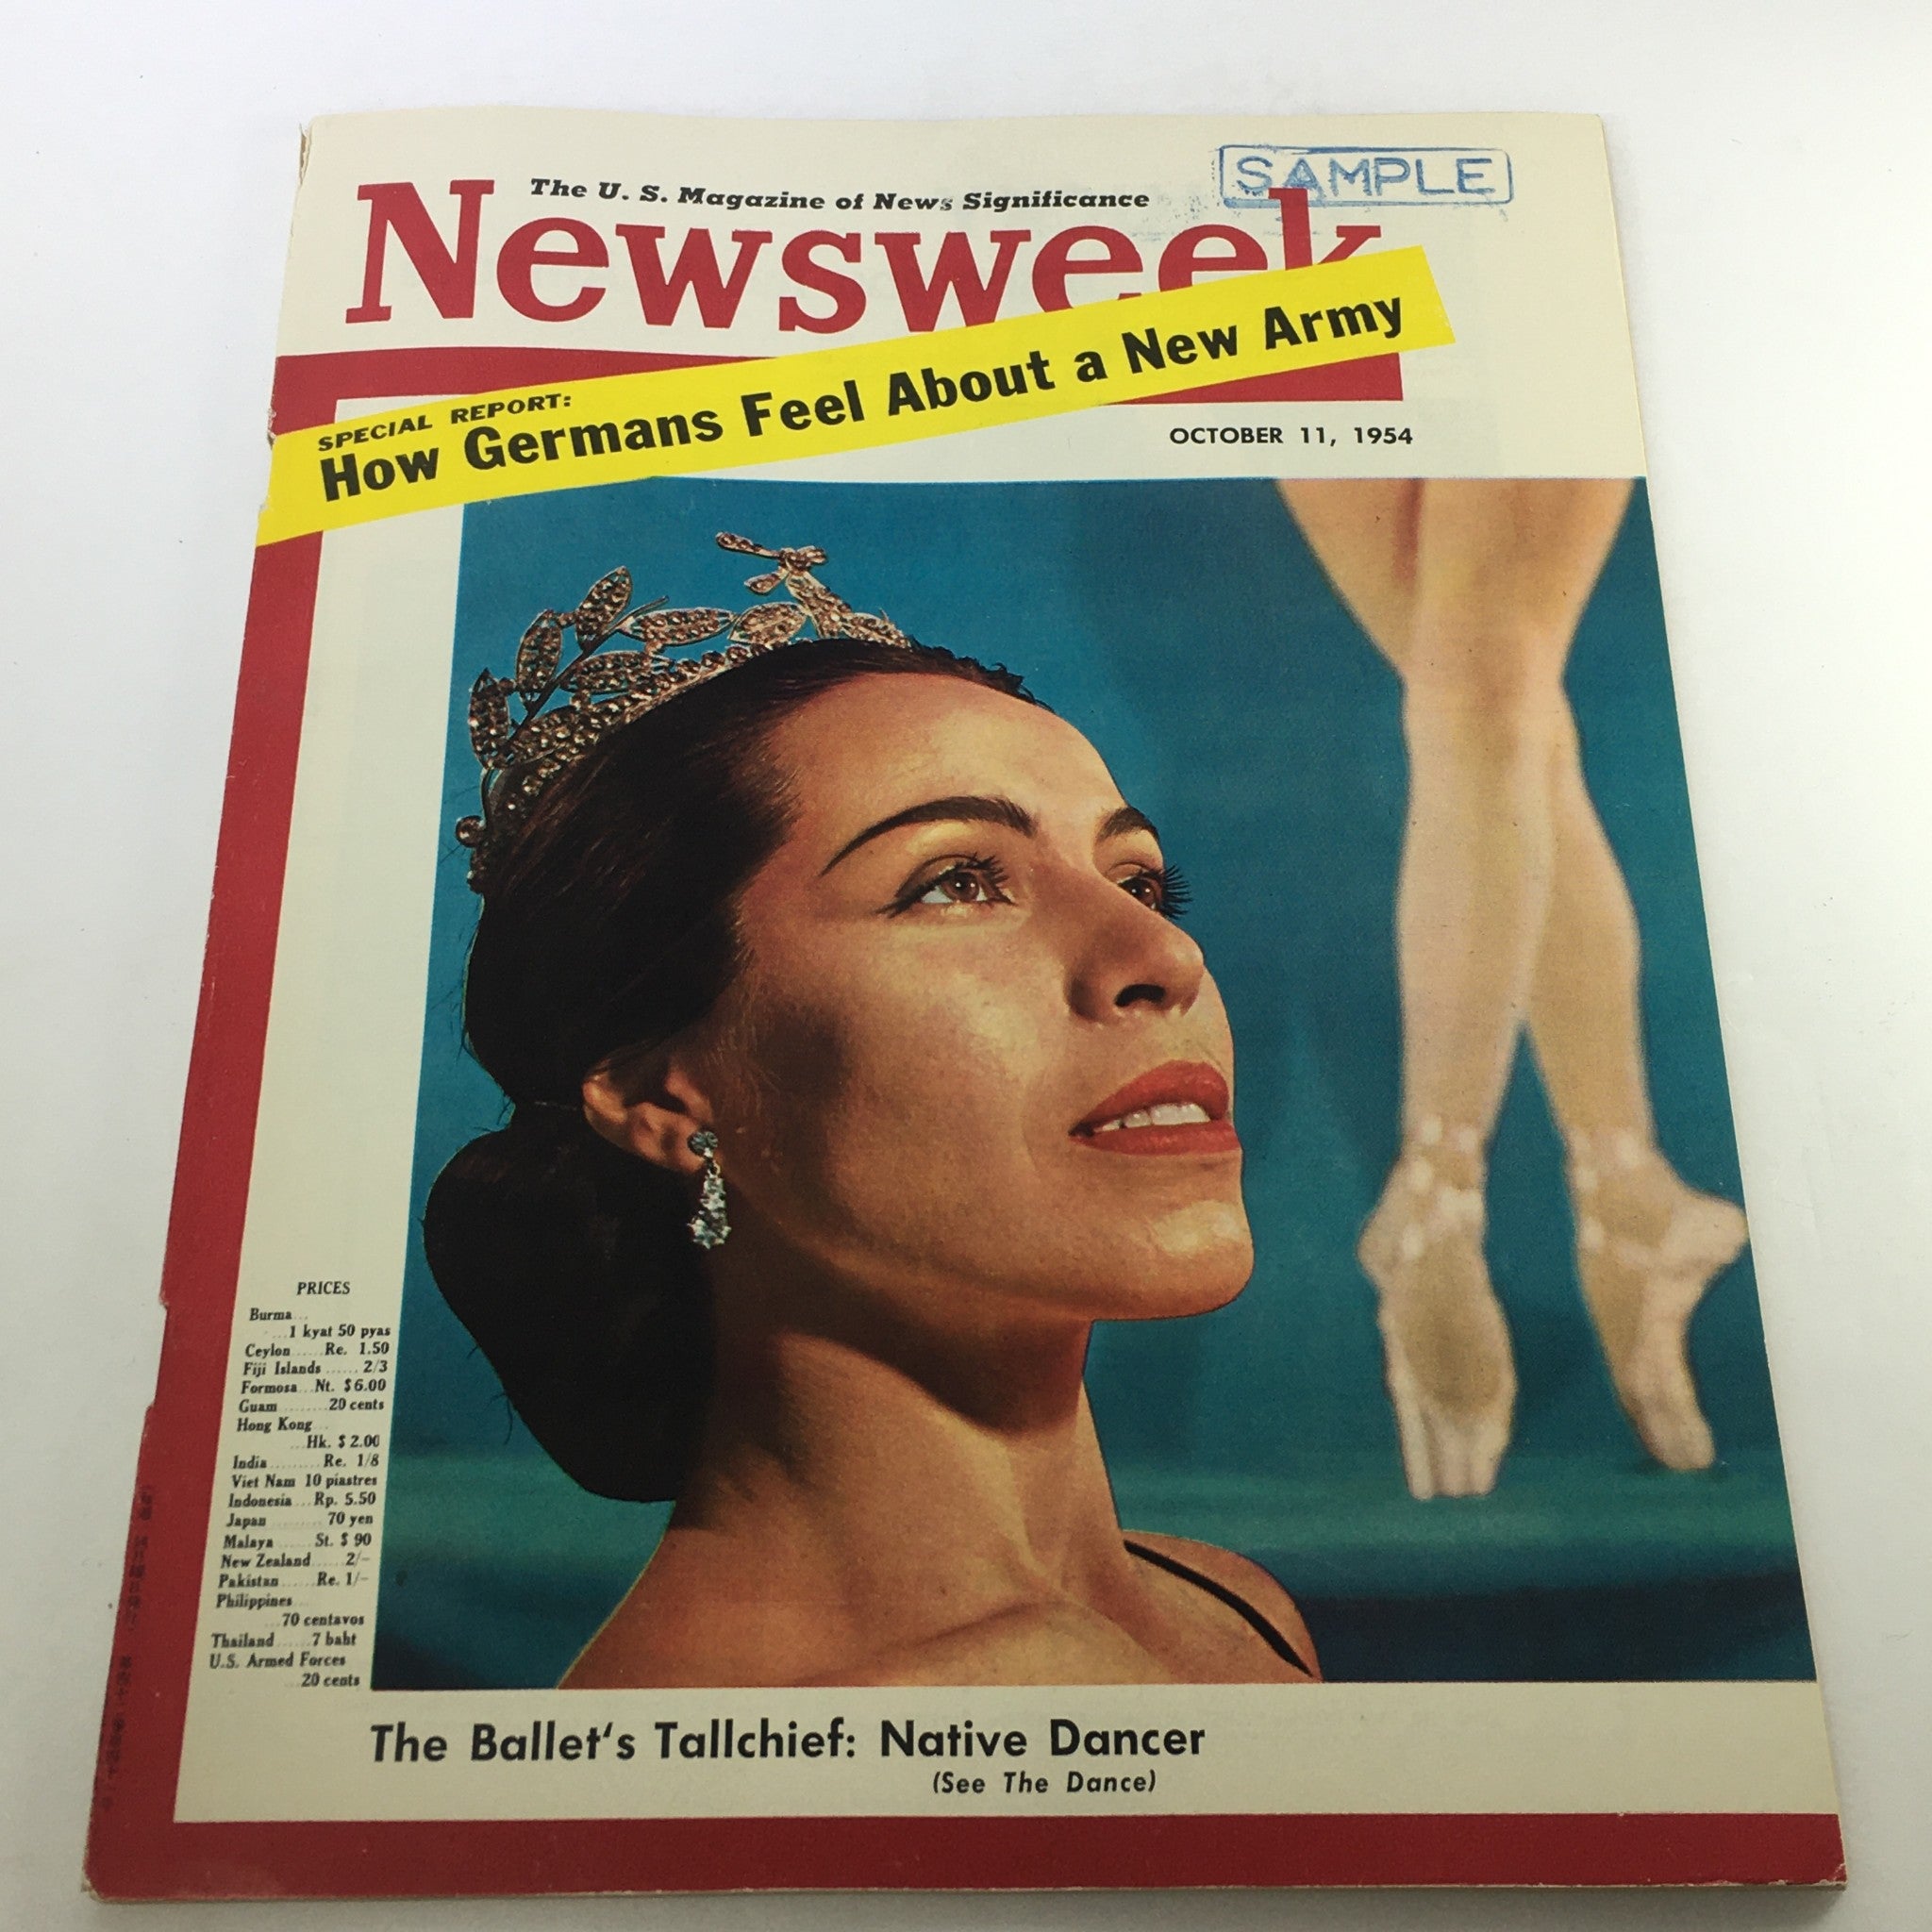 SAMPLE
The U. S. Magazine of News Significance
Newsweek
SPECIAL REPORT:
How Germans Feel About a New Army
OCTOBER 11, 1954
PRICES
Burma...
...1 kyat 50 pyas
Ceylon......Re. 1.50
Fiji Islands......2/3
Formosa...Nt. $6.00
Guam.........20 cents
Hong Kong...
...Hk. $2.00
India.........Re. 1/8
Viet Nam 10 piastres
Indonesia...Rp. 5.50
Japan.........70 yen
Malaya......St. $ 90
New Zealand.....2/-
Pakistan......Re. 1/-
Philippines...
...70 centavos
Thailand......7 baht
U.S. Armed Forces
...20 cents
The Ballet's Tallchief: Native Dancer
(See The Dance)